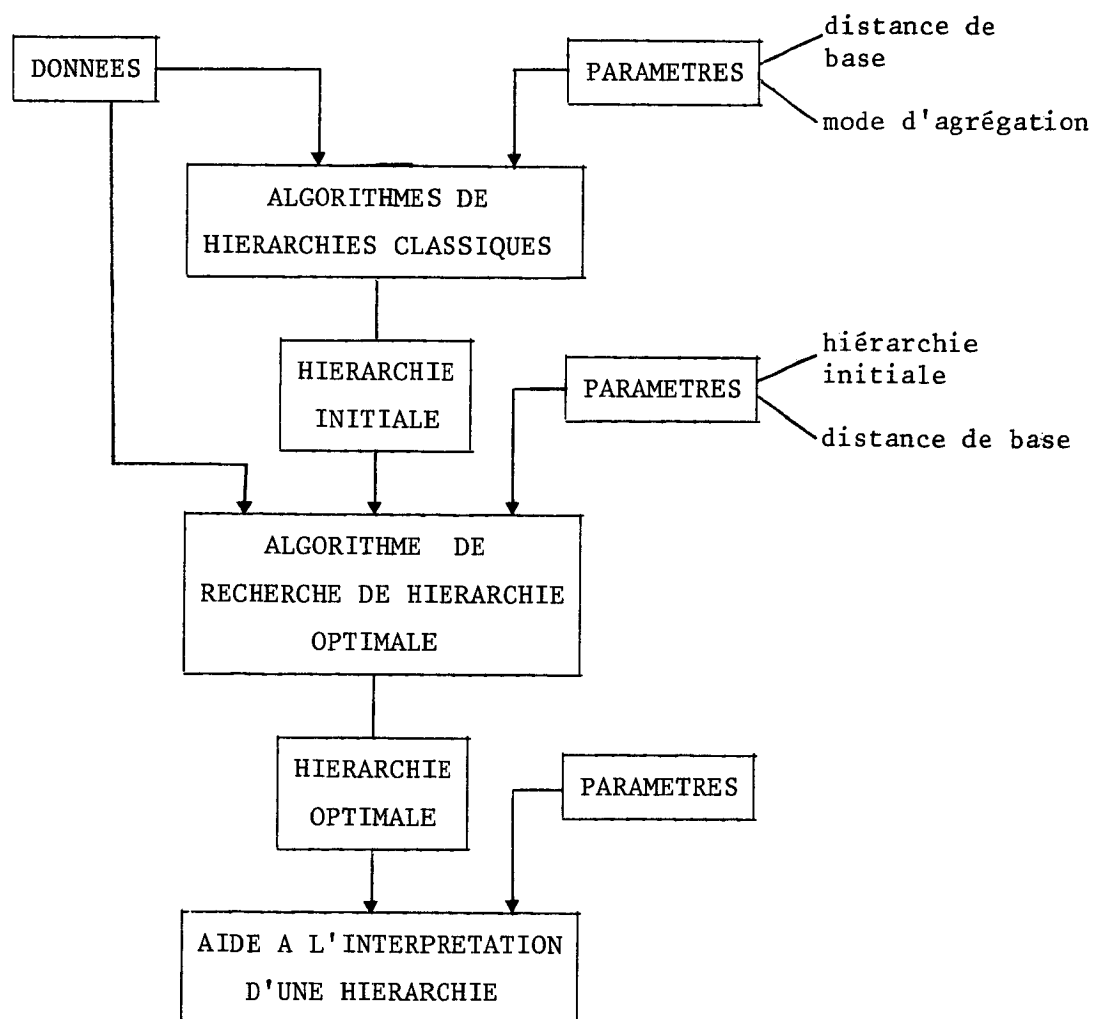 DONNEES
PARAMETRES
distance de
base
mode d'agrégation
ALGORITHMES DE
HIERARCHIES CLASSIQUES
HIERARCHIE
INITIALE
PARAMETRES
hiérarchie
initiale
distance de base
ALGORITHME DE
RECHERCHE DE HIERARCHIE
OPTIMALE
HIERARCHIE
OPTIMALE
PARAMETRES
AIDE A L'INTERPRETATION
D'UNE HIERARCHIE